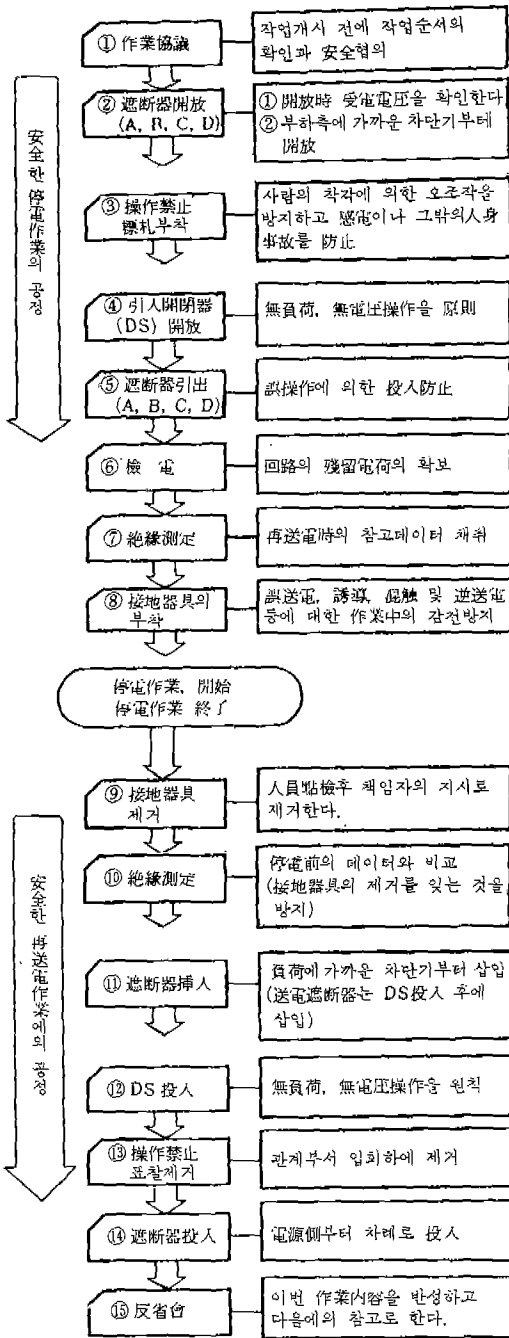 ① 作業協議
작업개시 전에 작업순서의
확인과 安全협의
② 遮断器開放
(A, B, C, D)
① 開放時 受電電圧을 확인한다
② 부하측에 가까운 차단기부테
開放
③ 操作禁止
標札부착
사람의 착각에 의한 오조작을
방지하고 感電이나 그밖의人身
事故를 防止
④ 引入開閉器
(DS) 開放
無負荷, 無電圧操作을 原則
⑤ 遮断器引出
(A, B, C, D)
誤操作에 의한 投入防止
⑥ 檢電
回路의 残留電荷의 확보
⑦ 絶緣測定
再送電時의 참고데이터 채취
⑧ 接地器具의
부착
誤送電, 誘導, 混触 및 逆送電
등에 대한 作業中의 감전방지
安全한 停電作業의 공정
停電作業, 開始
停電作業 終了
⑨ 接地器具
제거
人員點檢후 책임자의 지시로
제거한다.
⑩ 絶緣測定
停電前의 데이터와 비교
(接地器具의 제거를 잊는 것을
방지)
⑪ 遮断器挿入
負荷에 가까운 차단기부터 삽입
(送電遮断器는 DS投入 후에
삽입)
⑫ DS 投入
無負荷, 無電圧操作을 원칙
⑬ 操作禁止
표찰제거
관계부서 입회하에 제거
⑭ 遮断器投入
電源側부터 차례로 投入
⑮ 反省會
이번 作業内容을 반성하고
다음에의 참고로 한다.
安全한 再送電作業에의 공정